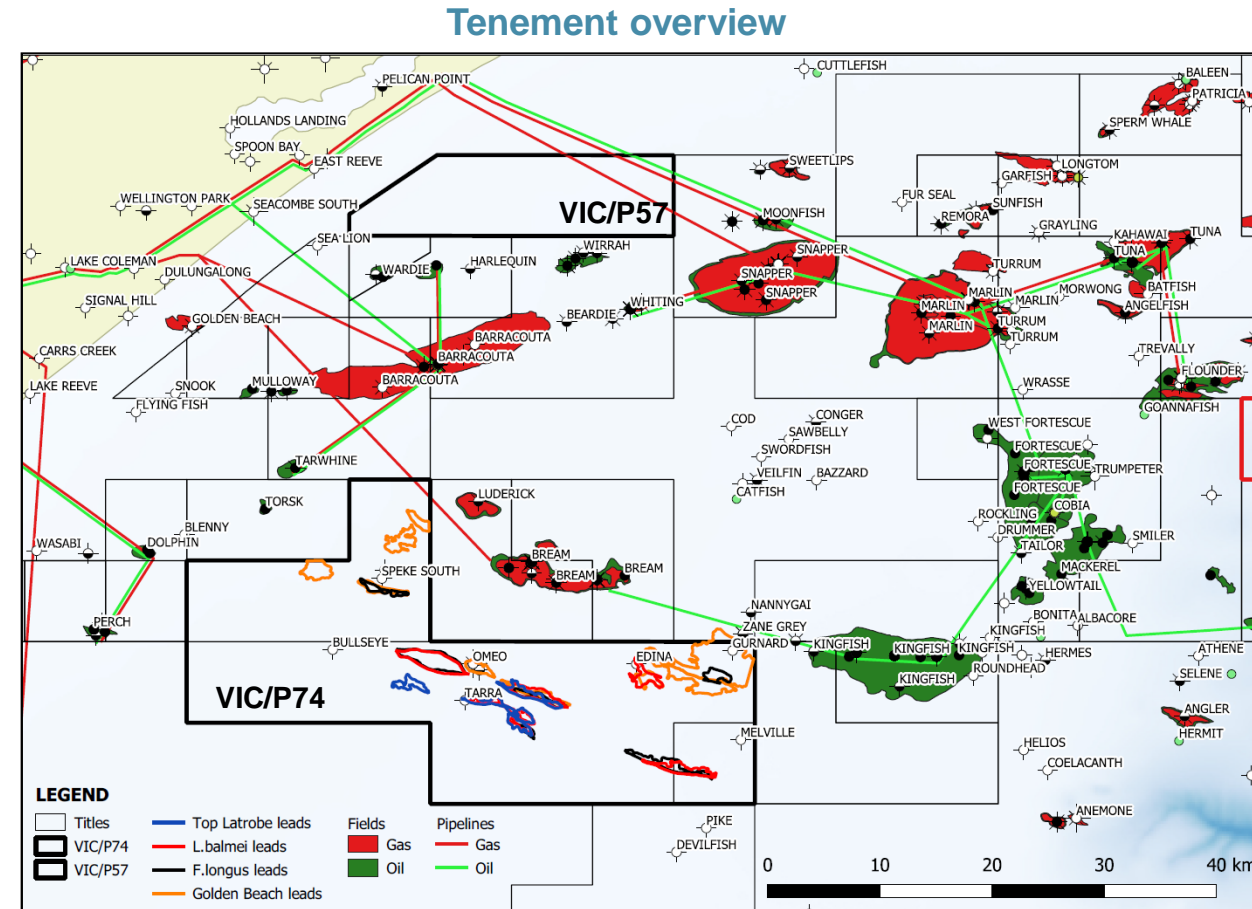 Tenement overview
CUTTLEFISH
PELICAN POINT
BALEEN
PATRICIA
HOLLANDS LANDING
SPERM WHALE
SPOON BAY
EAST REEVE
SWEETLIPS
LONGTOM
GARFISH
WELLINGTON PARK
SEACOMBE SOUTH
VIC/P57
MOONFISH
FUR SEAL
SUNFISH
REMORA
GRAYLING
SEA LION
WIRRAH
SNAPPER
KAHAWAI
TUNA
LAKE COLEMAN
WARDIE
HARLEQUIN
TUNA
DULUNGALONG
SNAPPER
TURRUM
SIGNAL HILL
WHITING
SNAPPER
MARLIN
MORWONG
BATFISH
MARLIN
MARLIN
ANGELFISH
GOLDEN BEACH
BEARDIE
MARLIN
TURRUM
TURRUM
BARRACOUTA
CARRS CREEK
BARRACOUTA
TREVALLY
LAKE REEVE
SNOOK
MULLOWAY
BARRACOUTA
WRASSE
FLOUNDER
FLYING FISH
GOANNAFISH
COD
CONGER
WEST FORTESCUE
SAWBELLY
TARWHINE
SWORDFISH
FORTESCUE
VEILFIN
BAZZARD
FORTESCUE
TRUMPETER
CATFISH
FORTESCUE
TORSK
LUDERICK
COBIA
ROCKLING
BLENNY
DRUMMER
WASABI
DOLPHIN
SMILER
BREAM
TAILOR
SPEKE SOUTH
BREAM
BREAM
MACKEREL
YELLOWTAIL
NANNYGAI
PERCH
ZANE GREY
BONITA
ALBACORE
BULLSEYE
GURNARD
KINGFISH
KINGFISH
KINGFISH
KINGFISH
OMEO
EDINA
HERMES
ATHENE
ROUNDHEAD
SELENE
VIC/P74
TARRA
KINGFISH
ANGLER
HERMIT
MELVILLE
HELIOS
COELACANTH
LEGEND
Titles
VIC/P74
VIC/P57
Top Latrobe leads
L.balmei leads
F.longus leads
Golden Beach leads
Fields
Gas
Oil
Pipelines
Gas
Oil
PIKE
DEVILFISH
ANEMONE
0 10 20 30 40 km